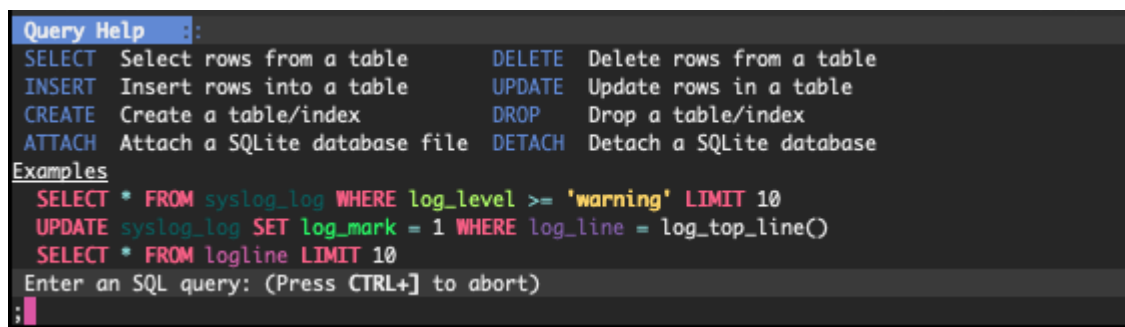 Query Help ::
SELECT Select rows from a table DELETE Delete rows from a table
INSERT Insert rows into a table UPDATE Update rows in a table
CREATE Create a table/index DROP Drop a table/index
ATTACH Attach a SQLite database file DETACH Detach a SQLite database
Examples
SELECT * FROM syslog_log WHERE log_level >= 'warning' LIMIT 10
UPDATE syslog_log SET log_mark = 1 WHERE log_line = log_top_line()
SELECT * FROM logline LIMIT 10
Enter an SQL query: (Press CTRL+] to abort)
;